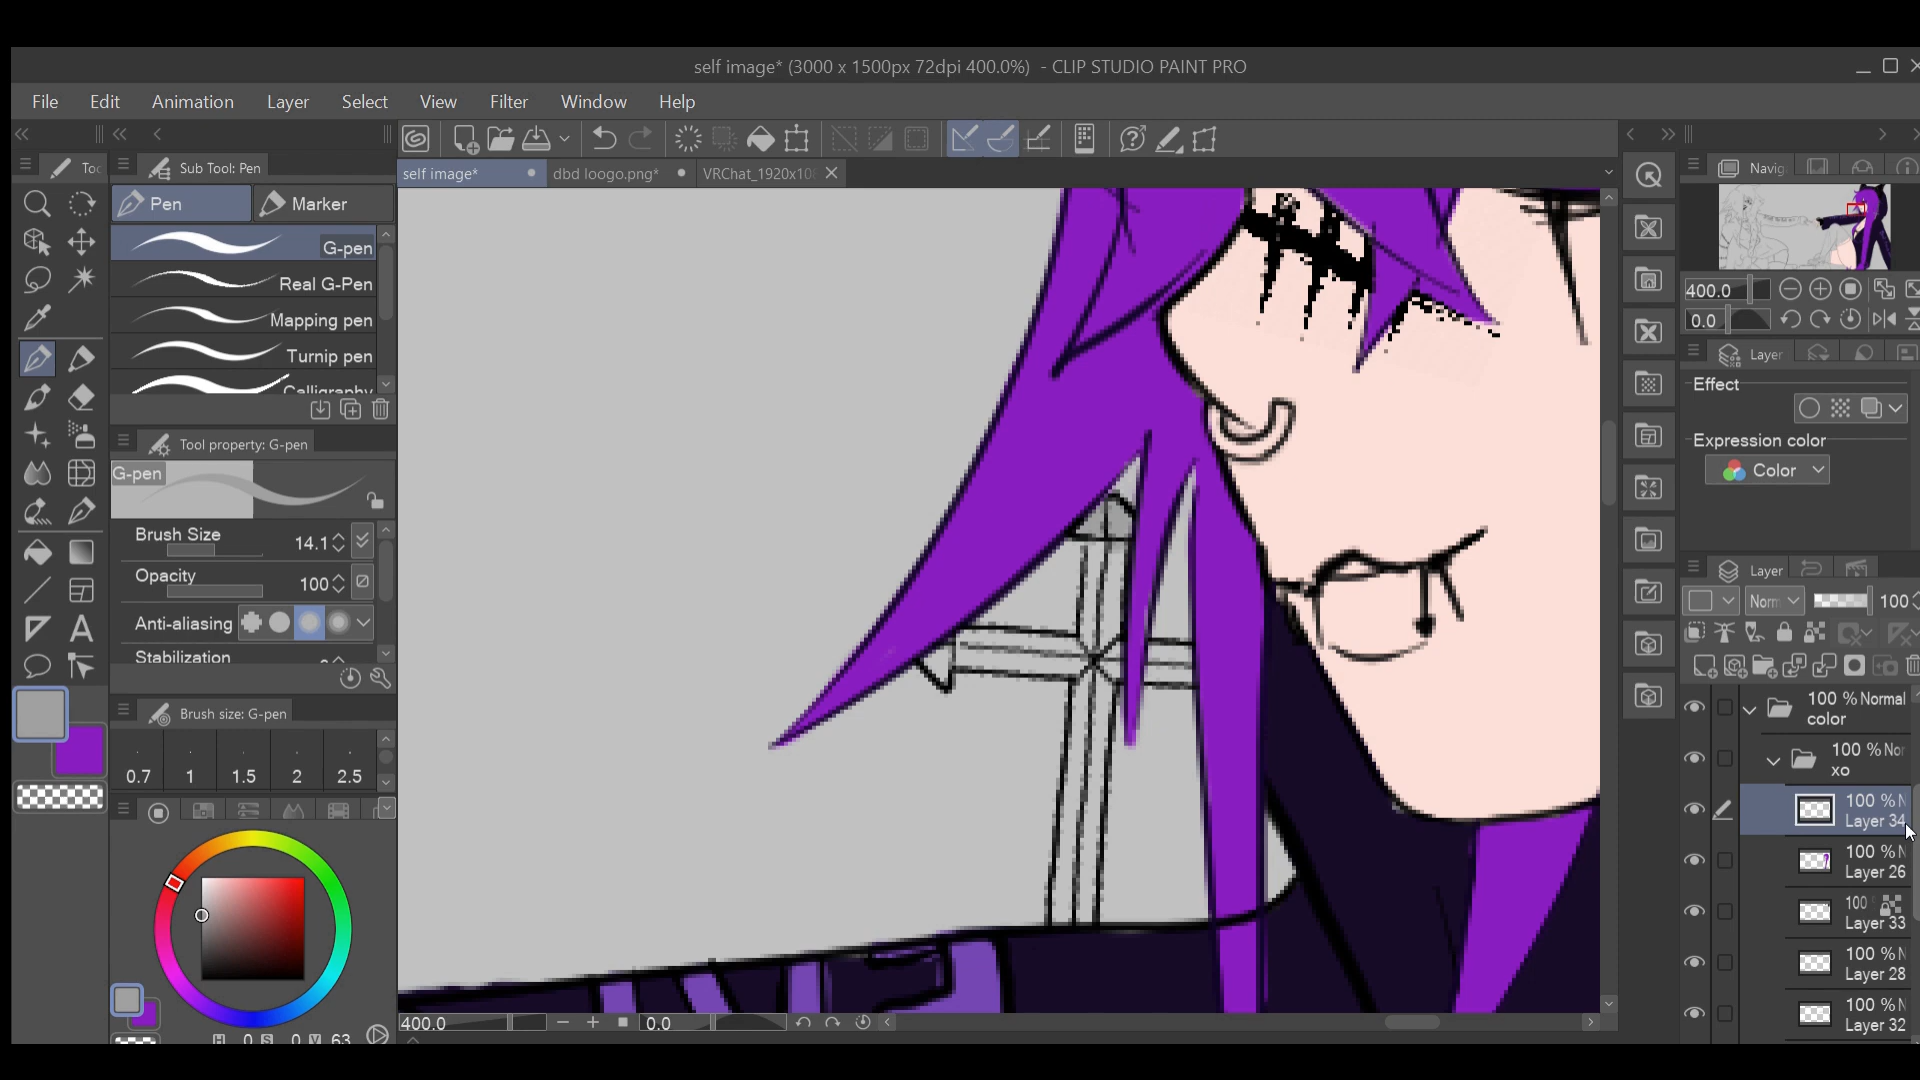 self image* (3000 x 1500px 72dpi 400.0%) - CLIP STUDIO PAINT PRO
File Edit Animation Layer Select View Filter Window Help
Sub Tool: Pen
Navig
self image* dbd loogo.png* VRChat_1920x10
Pen Marker
G-pen
Real G-Pen
Mapping pen
Turnip pen
Calligraphy
400.0
0.0
Layer
Effect
Expression color
Color
Tool property: G-pen
G-pen
Brush Size 14.1
Opacity 100
Anti-aliasing
Stabilization
Layer
Norm 100
Brush size: G-pen
0.7 1 1.5 2 2.5
100 % Normal
color
100 % Nor
xo
100 % N
Layer 34
100 % N
Layer 26
100
Layer 33
100 % N
Layer 28
100 % N
Layer 32
400.0 0.0
H 0 S 0 V 63